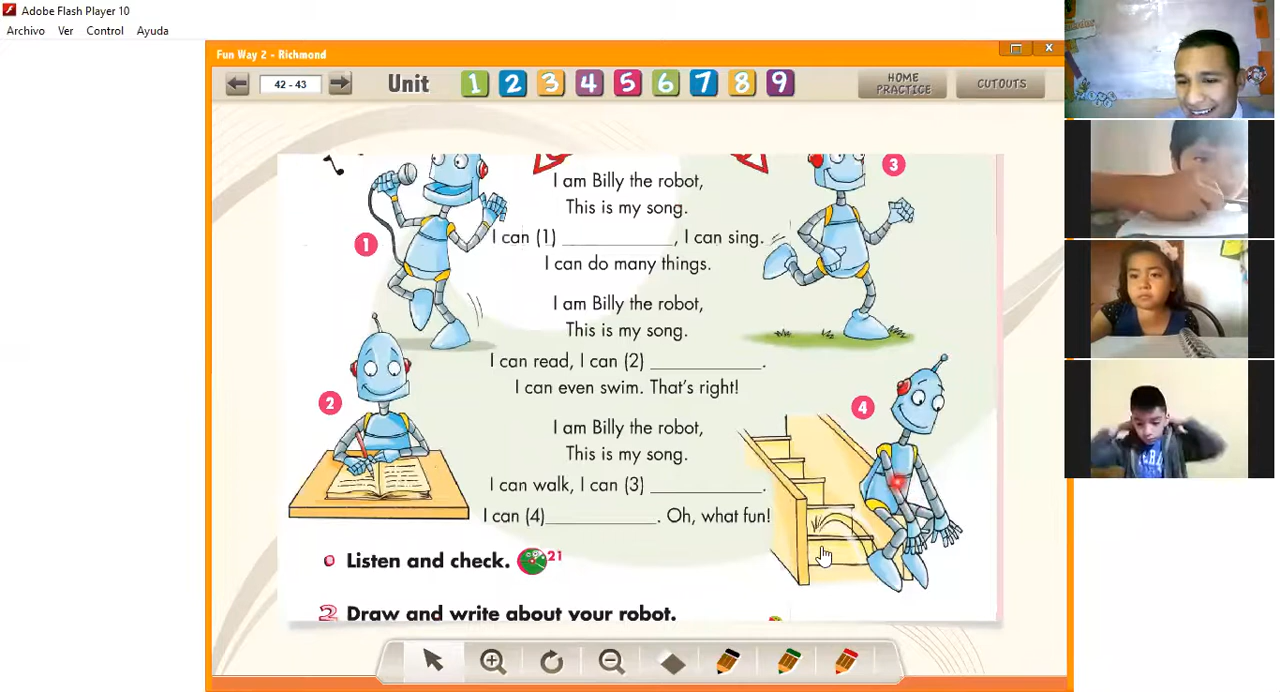 Adobe Flash Player 10
Archivo Ver Control Ayuda
Fun Way 2 - Richmond
42 - 43
Unit 1 2 3 4 5 6 7 8 9
HOME PRACTICE
CUTOUTS
1
3
I am Billy the robot,
This is my song.
I can (1) ____________, I can sing.
I can do many things.
I am Billy the robot,
This is my song.
I can read, I can (2) ____________.
I can even swim. That's right!
2
4
I am Billy the robot,
This is my song.
I can walk, I can (3) ____________.
I can (4)____________. Oh, what fun!
Listen and check. 21
2 Draw and write about your robot.